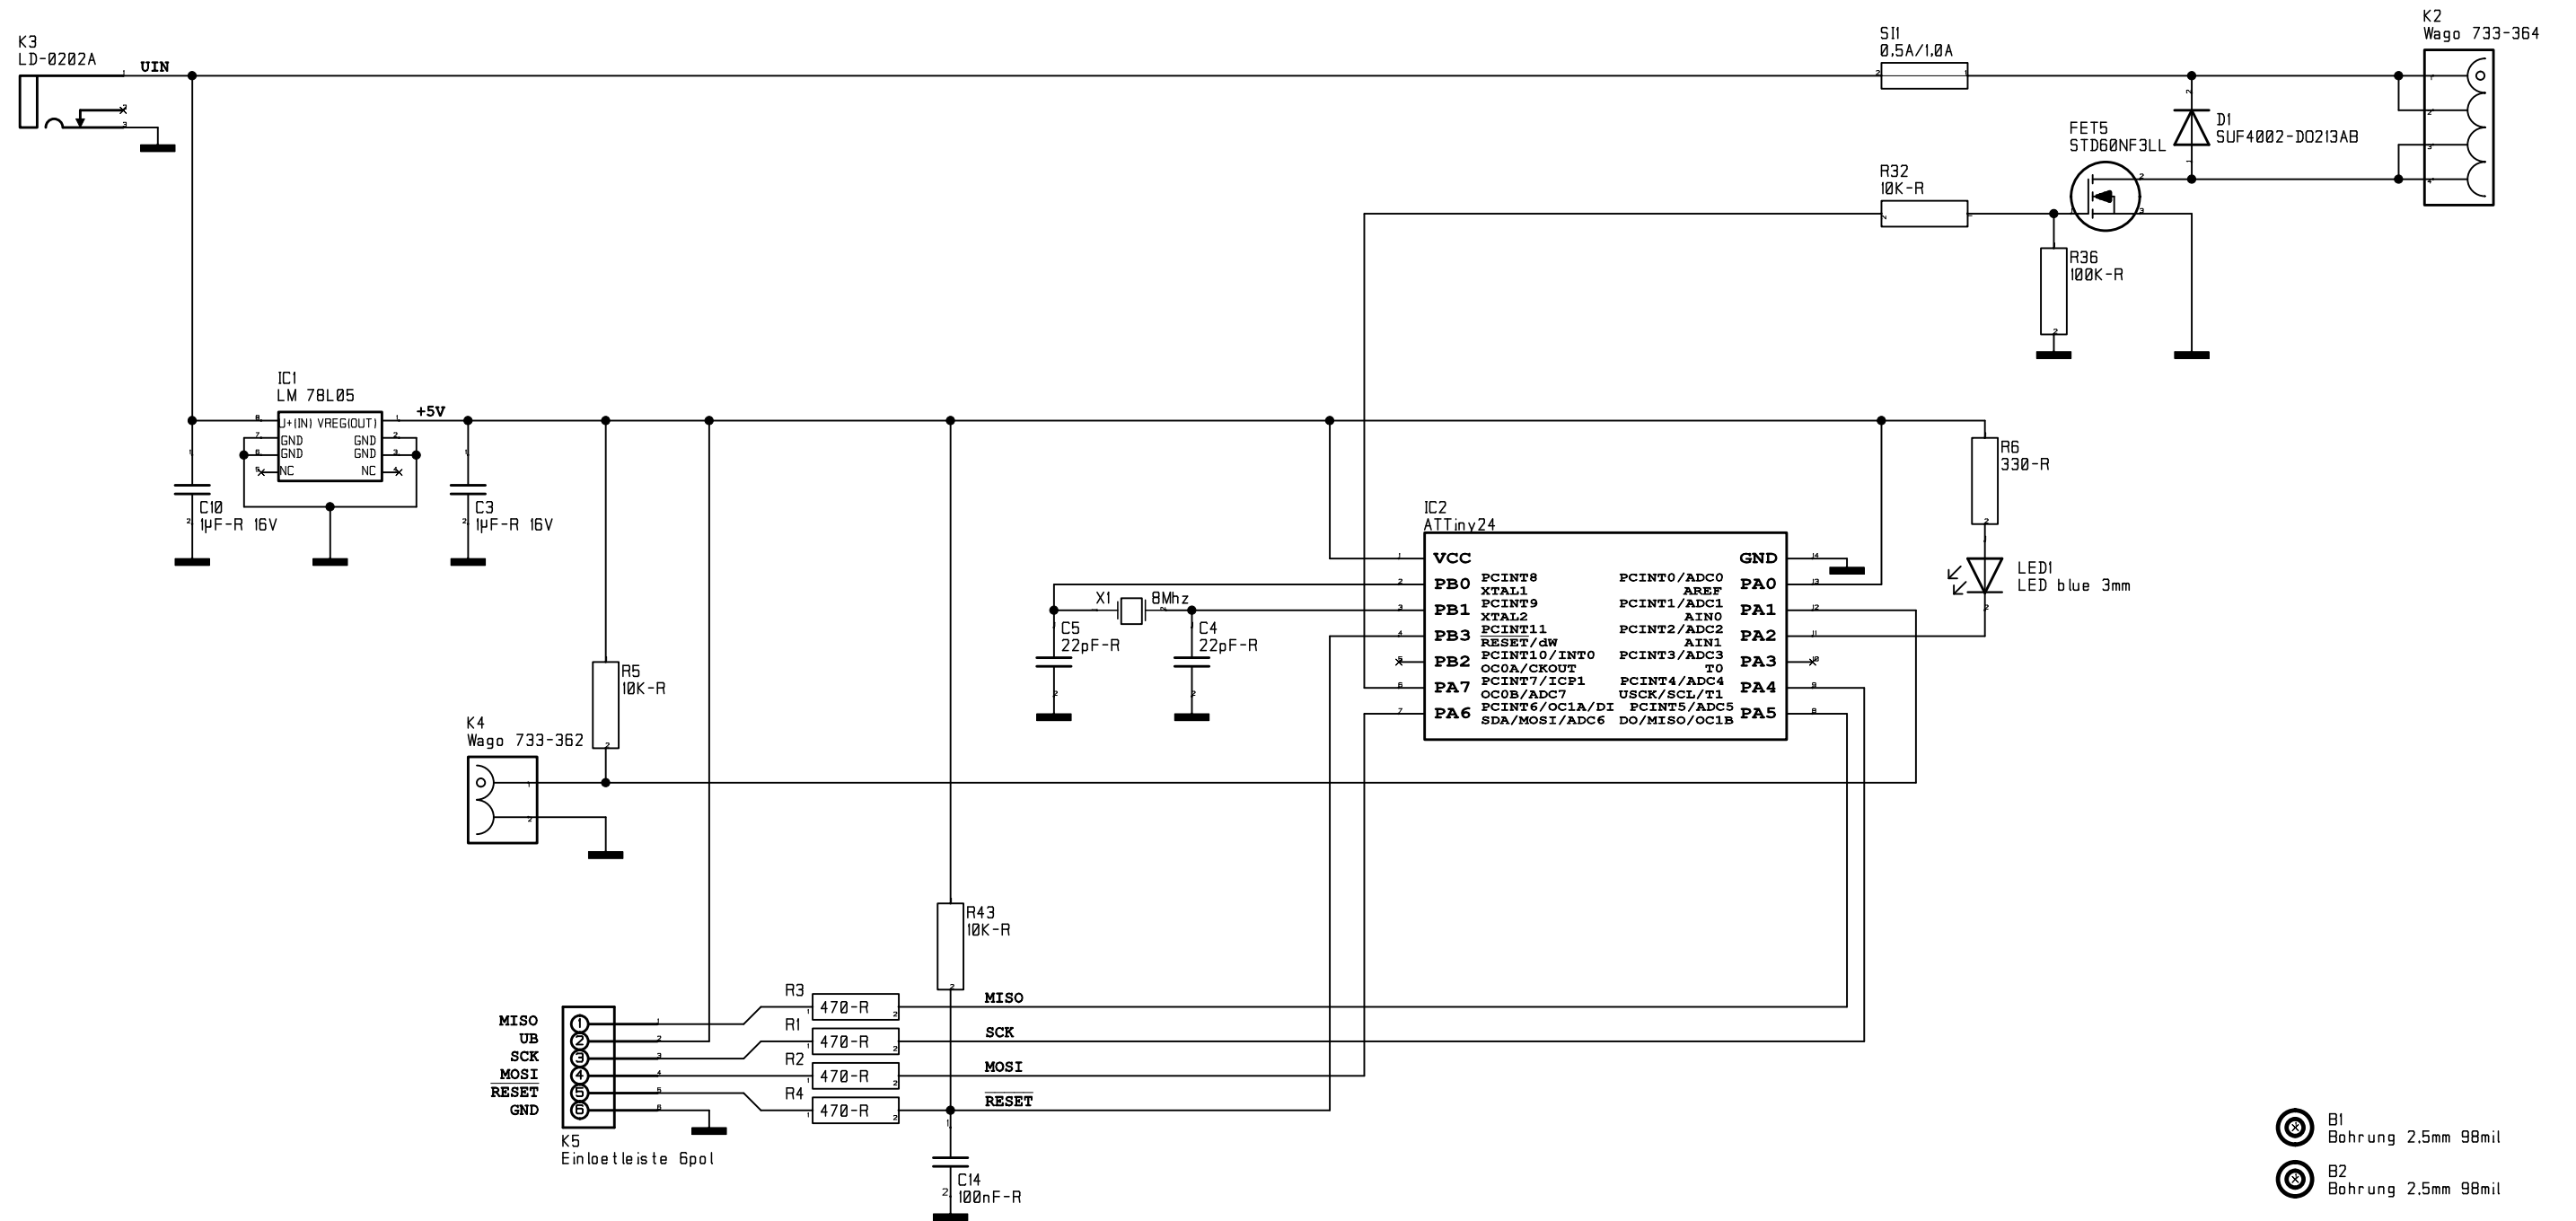 K3
LD-0202A
UIN
SI1
0,5A/1,0A
K2
Wago 733-364
D1
SUF4002-DO213AB
FET5
STD60NF3LL
R32
10K-R
R36
100K-R
IC1
LM 78L05
+5V
U+(IN) VREG(OUT)
GND GND
GND GND
NC NC
C10
1µF-R 16V
C3
1µF-R 16V
R6
330-R
LED1
LED blue 3mm
IC2
ATTiny24
VCC GND
PB0 PCINT8 PCINT0/ADC0 PA0
XTAL1 AREF
PB1 PCINT9 PCINT1/ADC1 PA1
XTAL2 AIN0
PB3 PCINT11 PCINT2/ADC2 PA2
RESET/dW AIN1
PB2 PCINT10/INT0 PCINT3/ADC3 PA3
OC0A/CKOUT T0
PA7 PCINT7/ICP1 PCINT4/ADC4 PA4
OC0B/ADC7 USCK/SCL/T1
PA6 PCINT6/OC1A/DI PCINT5/ADC5 PA5
SDA/MOSI/ADC6 DO/MISO/OC1B
X1 8Mhz
C5
22pF-R
C4
22pF-R
R5
10K-R
K4
Wago 733-362
R43
10K-R
R3
470-R
MISO
R1
470-R
SCK
R2
470-R
MOSI
R4
470-R
RESET
MISO 1
UB 2
SCK 3
MOSI 4
RESET 5
GND 6
K5
Einloetleiste 6pol
C14
100nF-R
B1
Bohrung 2.5mm 98mil
B2
Bohrung 2.5mm 98mil